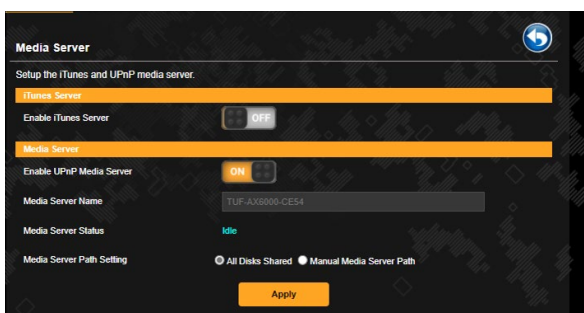 Media Server
Setup the iTunes and UPnP media server.
iTunes Server
Enable iTunes Server OFF
Media Server
Enable UPnP Media Server ON
Media Server Name TUF-AX6000-CE54
Media Server Status Idle
Media Server Path Setting All Disks Shared Manual Media Server Path
Apply